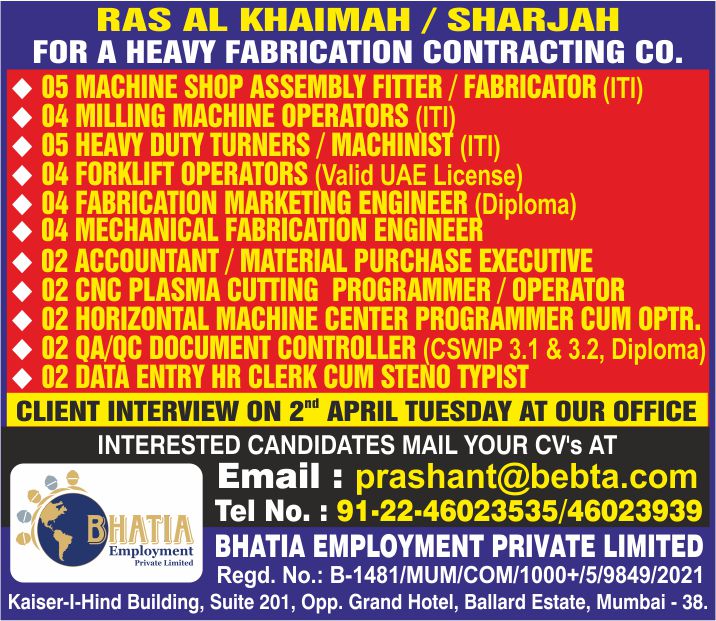 RAS AL KHAIMAH / SHARJAH
FOR A HEAVY FABRICATION CONTRACTING CO.
◆ 05 MACHINE SHOP ASSEMBLY FITTER / FABRICATOR (ITI)
◆ 04 MILLING MACHINE OPERATORS (ITI)
◆ 05 HEAVY DUTY TURNERS / MACHINIST (ITI)
◆ 04 FORKLIFT OPERATORS (Valid UAE License)
◆ 04 FABRICATION MARKETING ENGINEER (Diploma)
◆ 04 MECHANICAL FABRICATION ENGINEER
◆ 02 ACCOUNTANT / MATERIAL PURCHASE EXECUTIVE
◆ 02 CNC PLASMA CUTTING PROGRAMMER / OPERATOR
◆ 02 HORIZONTAL MACHINE CENTER PROGRAMMER CUM OPTR.
◆ 02 QA/QC DOCUMENT CONTROLLER (CSWIP 3.1 & 3.2, Diploma)
◆ 02 DATA ENTRY HR CLERK CUM STENO TYPIST
CLIENT INTERVIEW ON 2nd APRIL TUESDAY AT OUR OFFICE
INTERESTED CANDIDATES MAIL YOUR CV's AT
Email : prashant@bebta.com
Tel No. : 91-22-46023535/46023939
BHATIA
Employment
Private Limited
BHATIA EMPLOYMENT PRIVATE LIMITED
Regd. No.: B-1481/MUM/COM/1000+/5/9849/2021
Kaiser-I-Hind Building, Suite 201, Opp. Grand Hotel, Ballard Estate, Mumbai - 38.